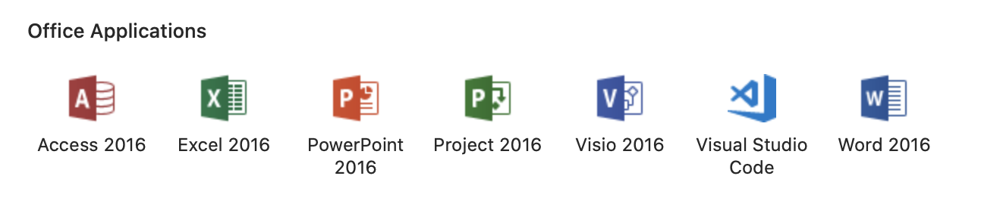 Office Applications
A
X
P
P
V
W
Access 2016
Excel 2016
PowerPoint
2016
Project 2016
Visio 2016
Visual Studio
Code
Word 2016